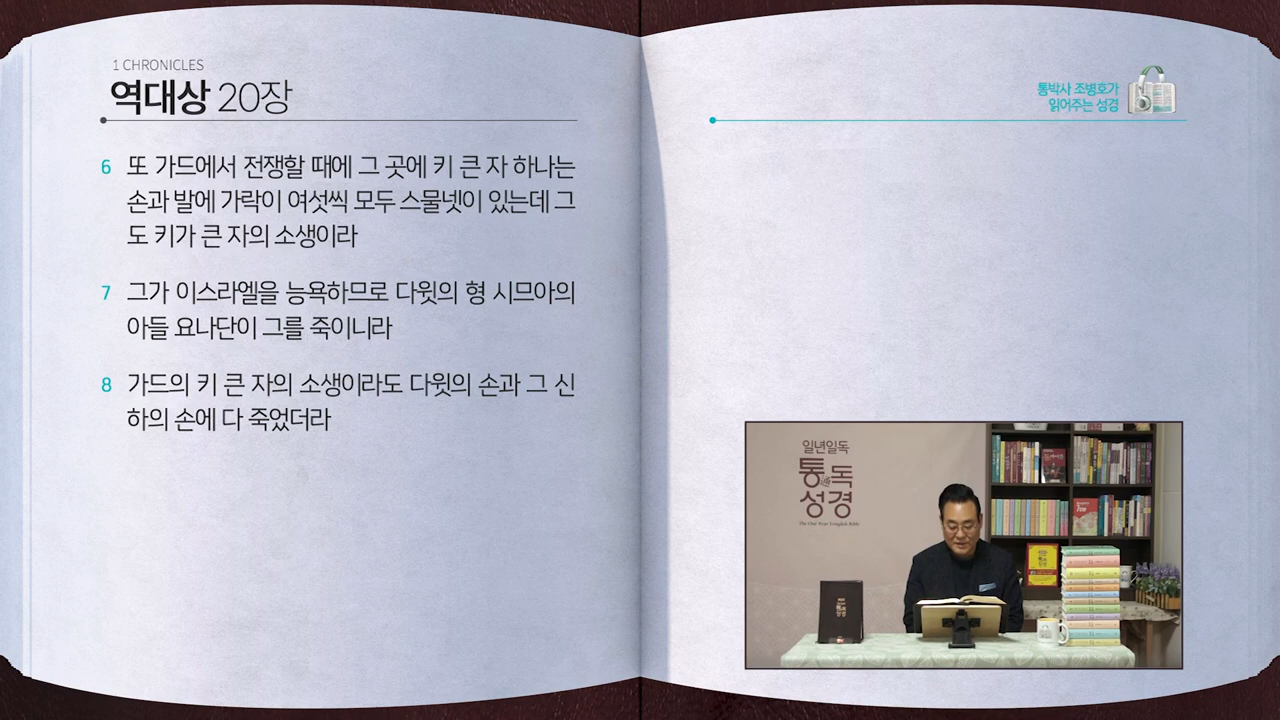 1 CHRONICLES
역대상 20장
6 또 가드에서 전쟁할 때에 그 곳에 키 큰 자 하나는
손과 발에 가락이 여섯씩 모두 스물넷이 있는데 그
도 키가 큰 자의 소생이라
7 그가 이스라엘을 능욕하므로 다윗의 형 시므아의
아들 요나단이 그를 죽이니라
8 가드의 키 큰 자의 소생이라도 다윗의 손과 그 신
하의 손에 다 죽었더라
통박사 조병호가
읽어주는 성경
일년일독
통독
성경
The One Year Tongdok Bible